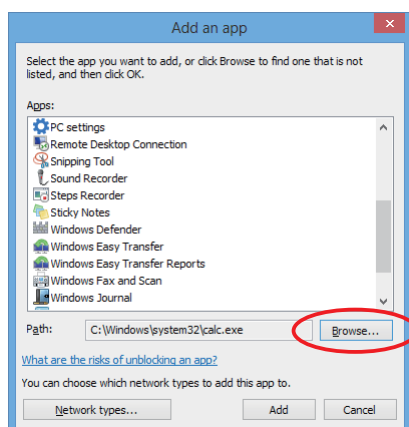 Add an app
Select the app you want to add, or click Browse to find one that is not
listed, and then click OK.
Apps:
PC settings
Remote Desktop Connection
Snipping Tool
Sound Recorder
Steps Recorder
Sticky Notes
Windows Defender
Windows Easy Transfer
Windows Easy Transfer Reports
Windows Fax and Scan
Windows Journal
Path: C:\Windows\system32\calc.exe Browse...
What are the risks of unblocking an app?
You can choose which network types to add this app to.
Network types... Add Cancel